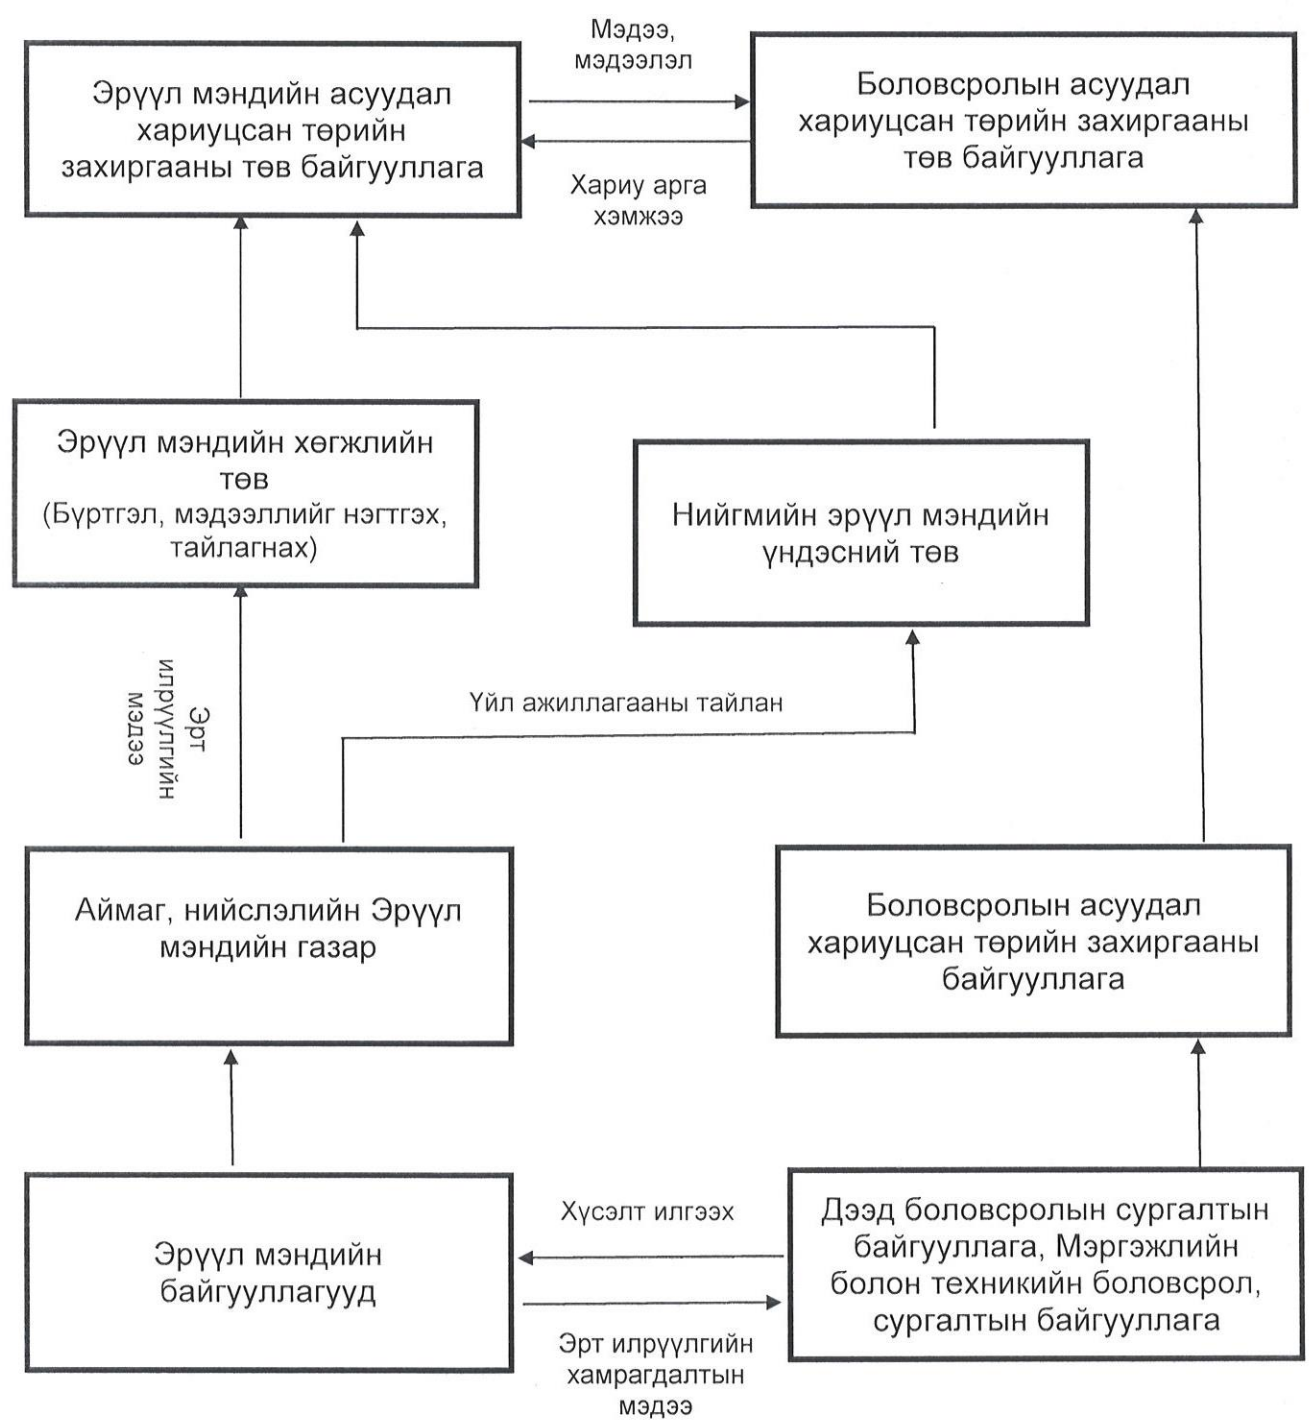 Мэдээ,
мэдээлэл
Эрүүл мэндийн асуудал
хариуцсан төрийн
захиргааны төв байгууллага
Боловсролын асуудал
хариуцсан төрийн захиргааны
төв байгууллага
Хариу арга
хэмжээ
Эрүүл мэндийн хөгжлийн
төв
(Бүртгэл, мэдээллийг нэгтгэх,
тайлагнах)
Нийгмийн эрүүл мэндийн
үндэсний төв
Эрт
илрүүлгийн
мэдээ
Үйл ажиллагааны тайлан
Аймаг, нийслэлийн Эрүүл
мэндийн газар
Боловсролын асуудал
хариуцсан төрийн захиргааны
байгууллага
Эрүүл мэндийн
байгууллагууд
Хүсэлт илгээх
Эрт илрүүлгийн
хамрагдалтын
мэдээ
Дээд боловсролын сургалтын
байгууллага, Мэргэжлийн
болон техникийн боловсрол,
сургалтын байгууллага